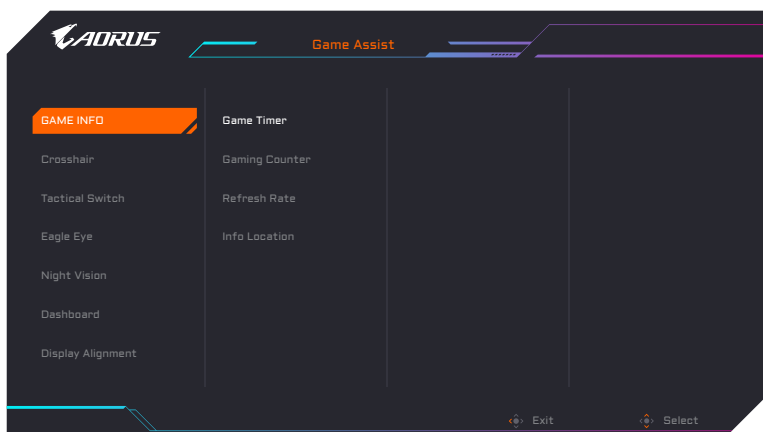 AORUS
Game Assist
GAME INFO
Game Timer
Crosshair
Gaming Counter
Tactical Switch
Refresh Rate
Eagle Eye
Info Location
Night Vision
Dashboard
Display Alignment
Exit
Select